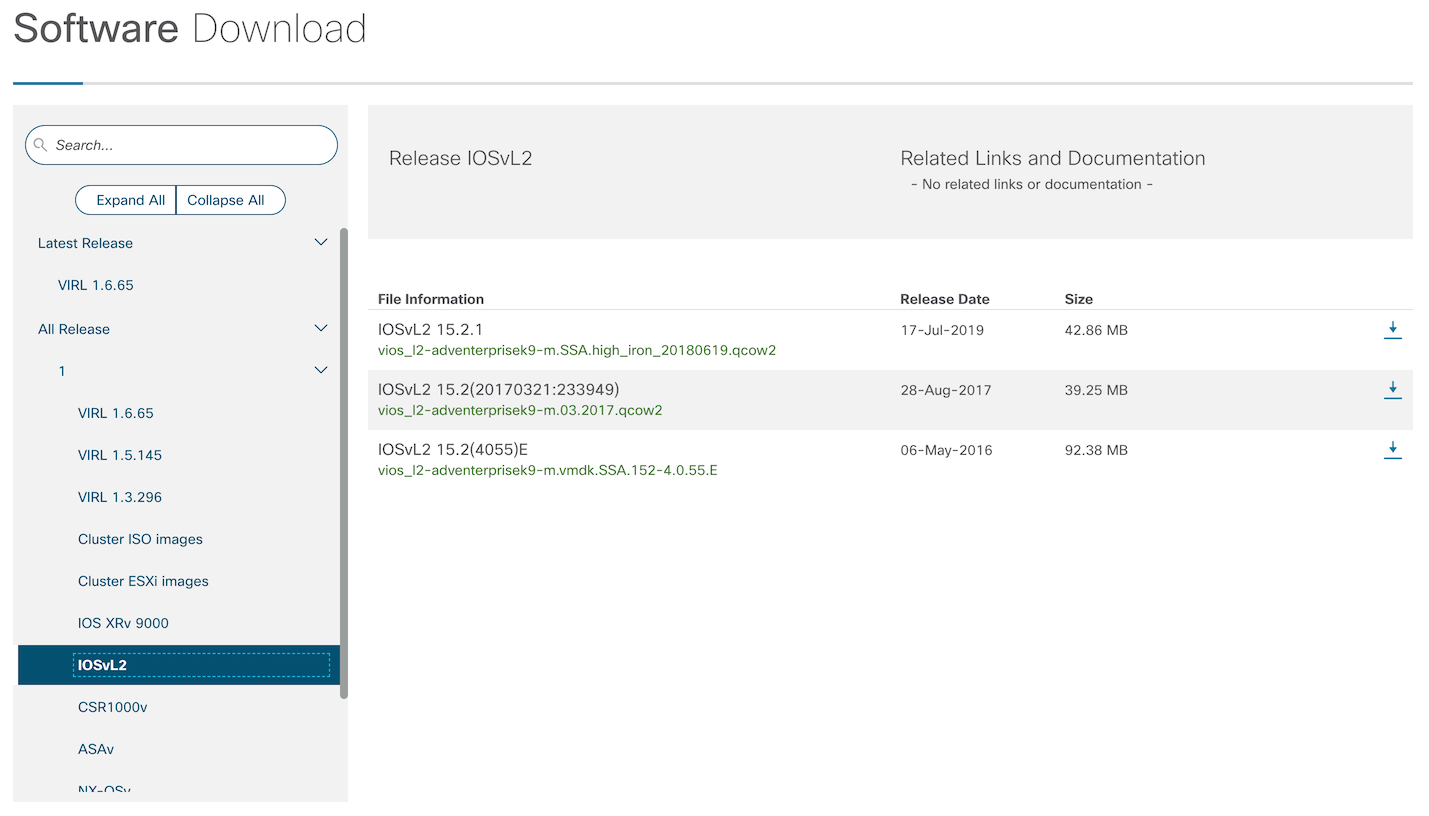 Software Download
Search...
Expand All
Collapse All
Latest Release
VIRL 1.6.65
All Release
1
VIRL 1.6.65
VIRL 1.5.145
VIRL 1.3.296
Cluster ISO images
Cluster ESXi images
IOS XRv 9000
IOSvL2
CSR1000v
ASAv
NX-OSv
Release IOSvL2
Related Links and Documentation
- No related links or documentation -
File Information Release Date Size
IOSvL2 15.2.1 17-Jul-2019 42.86 MB
vios_l2-adventerprisek9-m.SSA.high_iron_20180619.qcow2
IOSvL2 15.2(20170321:233949) 28-Aug-2017 39.25 MB
vios_l2-adventerprisek9-m.03.2017.qcow2
IOSvL2 15.2(4055)E 06-May-2016 92.38 MB
vios_l2-adventerprisek9-m.vmdk.SSA.152-4.0.55.E